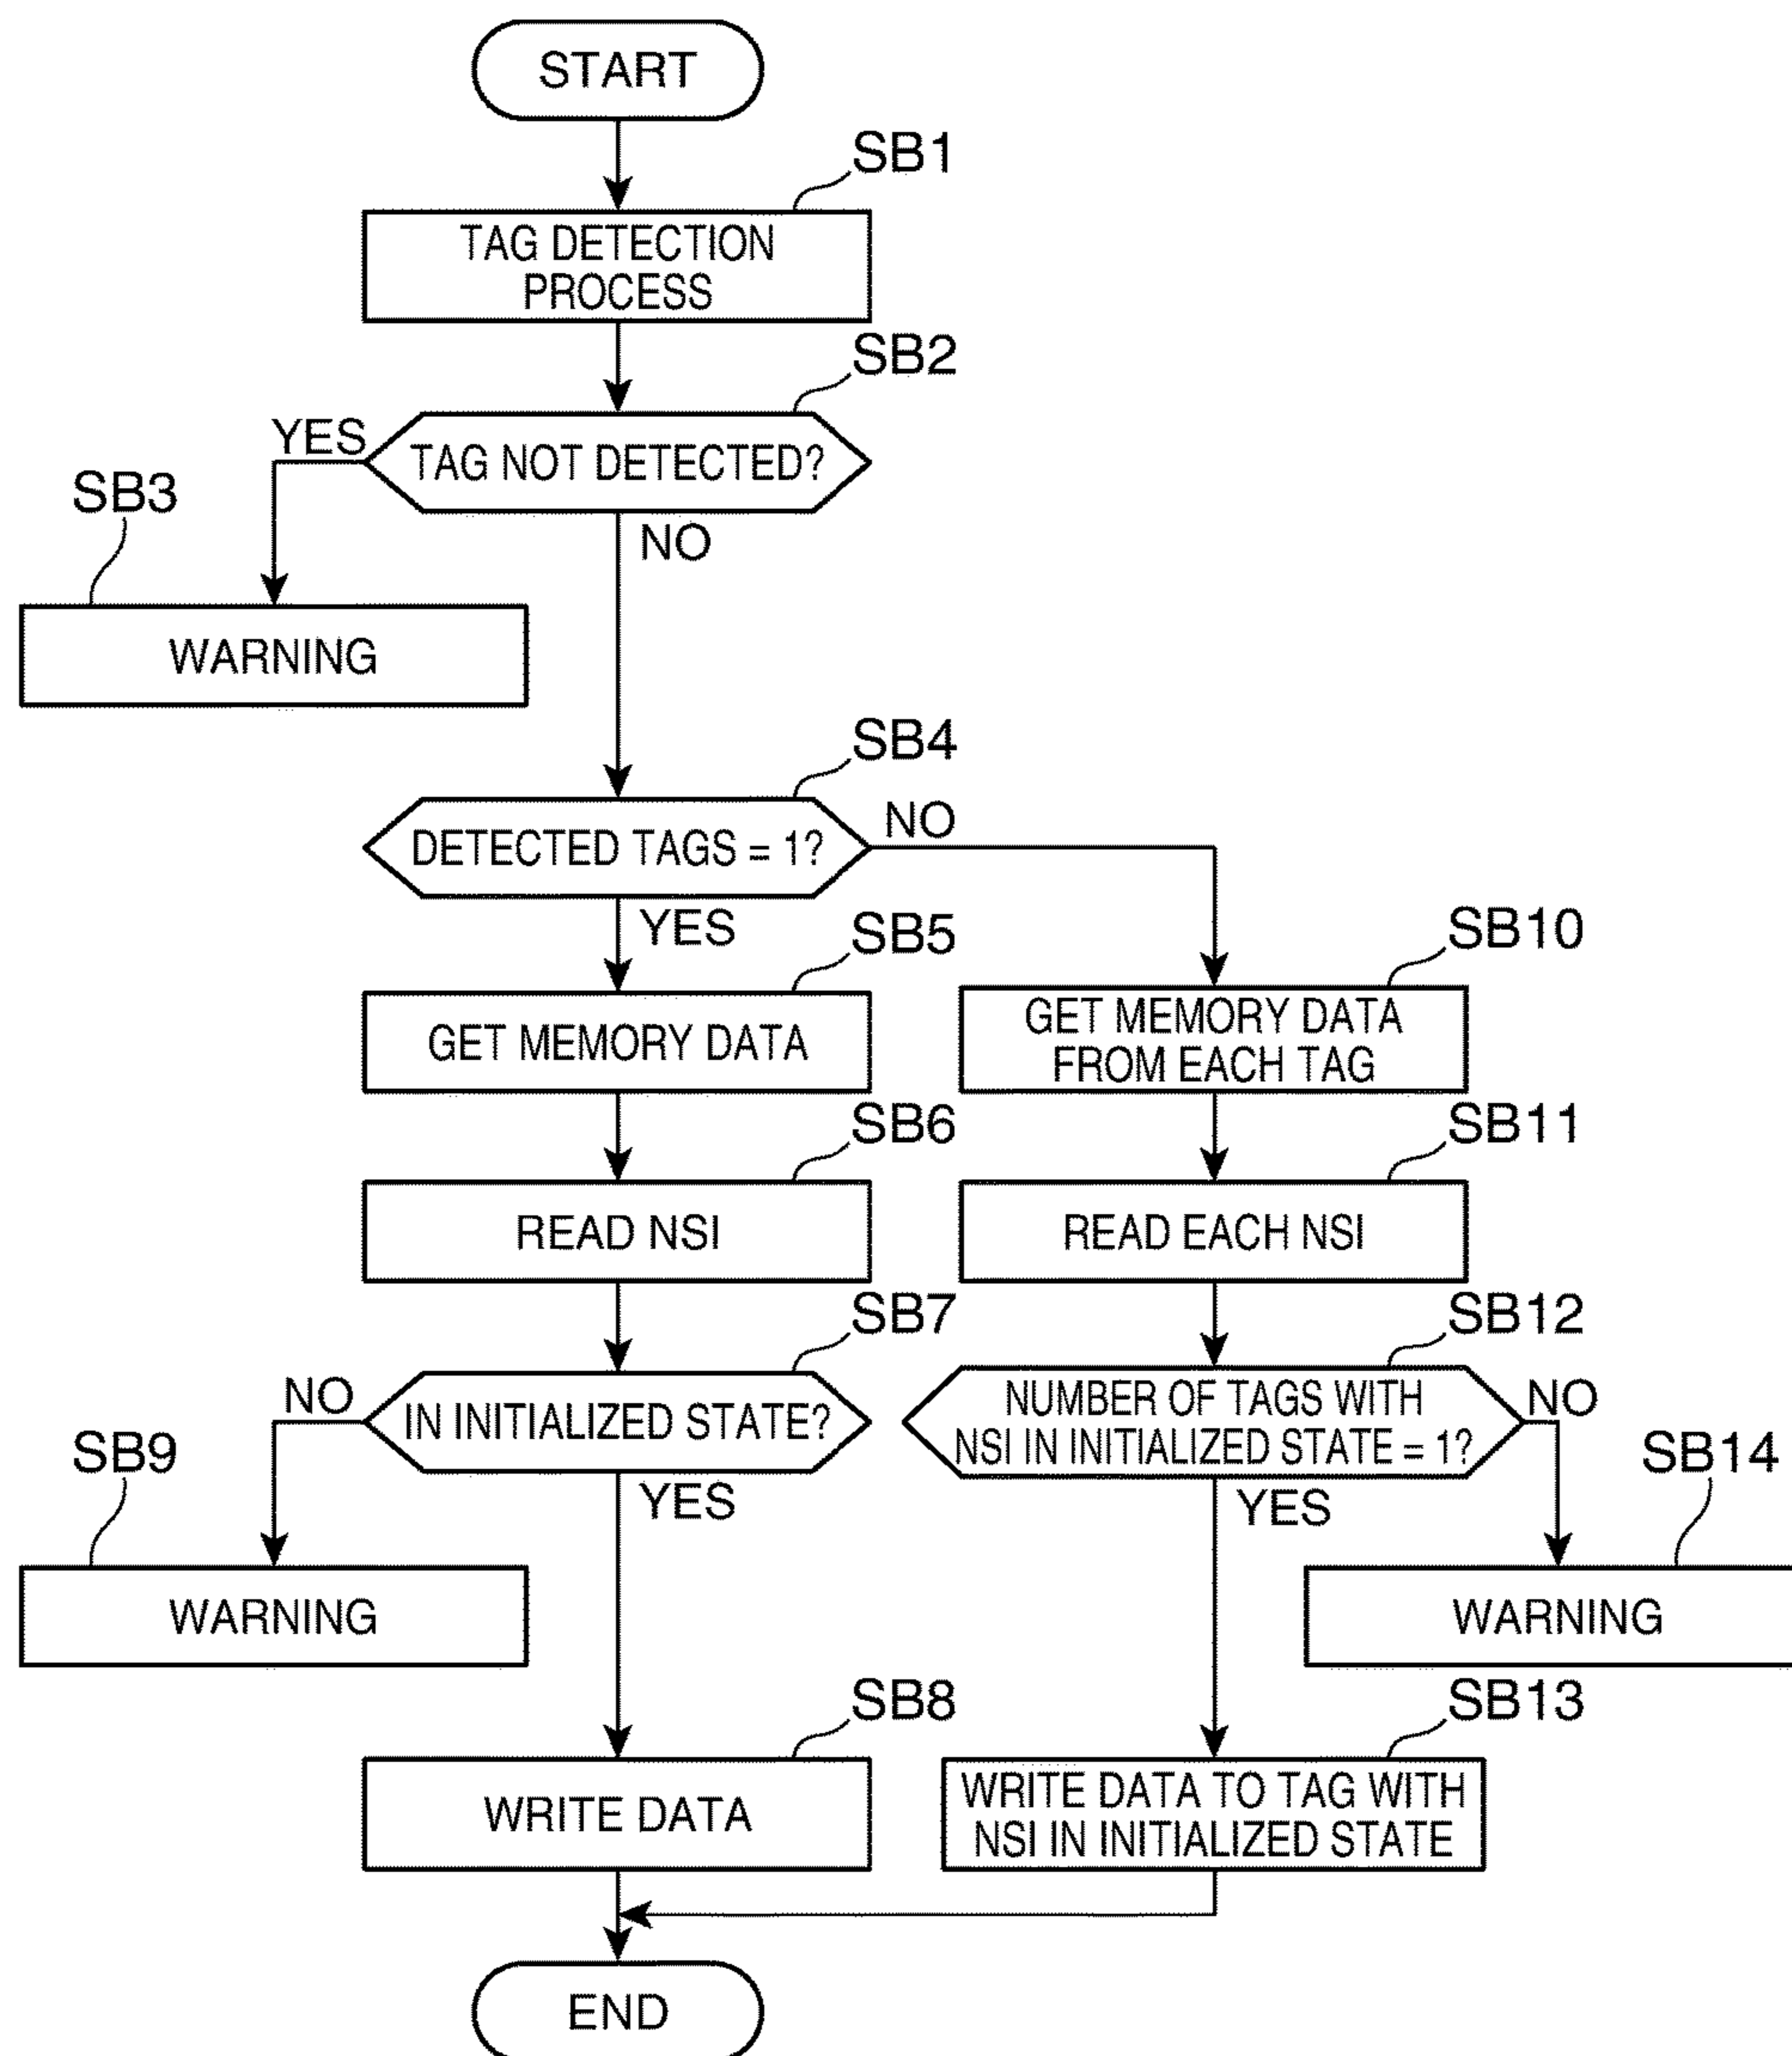 START
SB1
TAG DETECTION
PROCESS
SB2
YES
TAG NOT DETECTED?
SB3
NO
WARNING
SB4
NO
DETECTED TAGS = 1?
YES
SB5
SB10
GET MEMORY DATA
GET MEMORY DATA
FROM EACH TAG
SB6
SB11
READ NSI
READ EACH NSI
SB7
SB12
NO
IN INITIALIZED STATE?
NUMBER OF TAGS WITH
NSI IN INITIALIZED STATE = 1?
NO
SB9
SB14
YES
YES
WARNING
WARNING
SB8
SB13
WRITE DATA
WRITE DATA TO TAG WITH
NSI IN INITIALIZED STATE
END